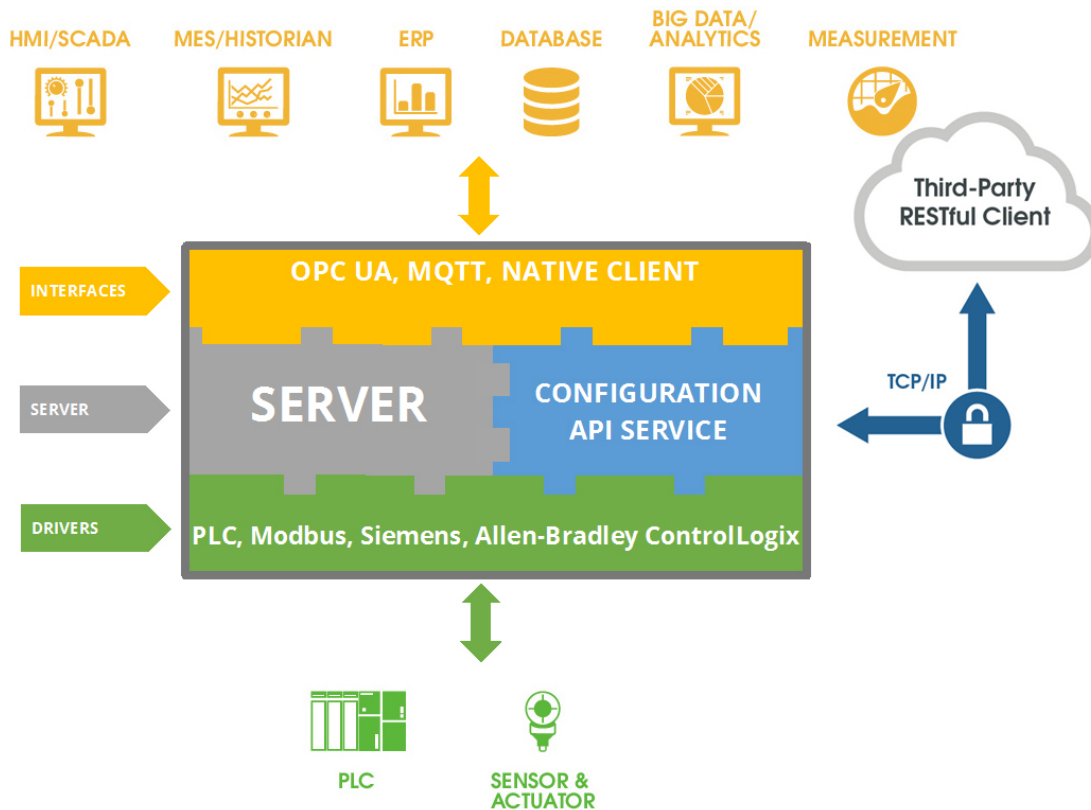 HMI/SCADA
MES/HISTORIAN
ERP
DATABASE
BIG DATA/
ANALYTICS
MEASUREMENT
Third-Party
RESTful Client
INTERFACES
OPC UA, MQTT, NATIVE CLIENT
SERVER
SERVER
CONFIGURATION
API SERVICE
TCP/IP
DRIVERS
PLC, Modbus, Siemens, Allen-Bradley ControlLogix
PLC
SENSOR &
ACTUATOR